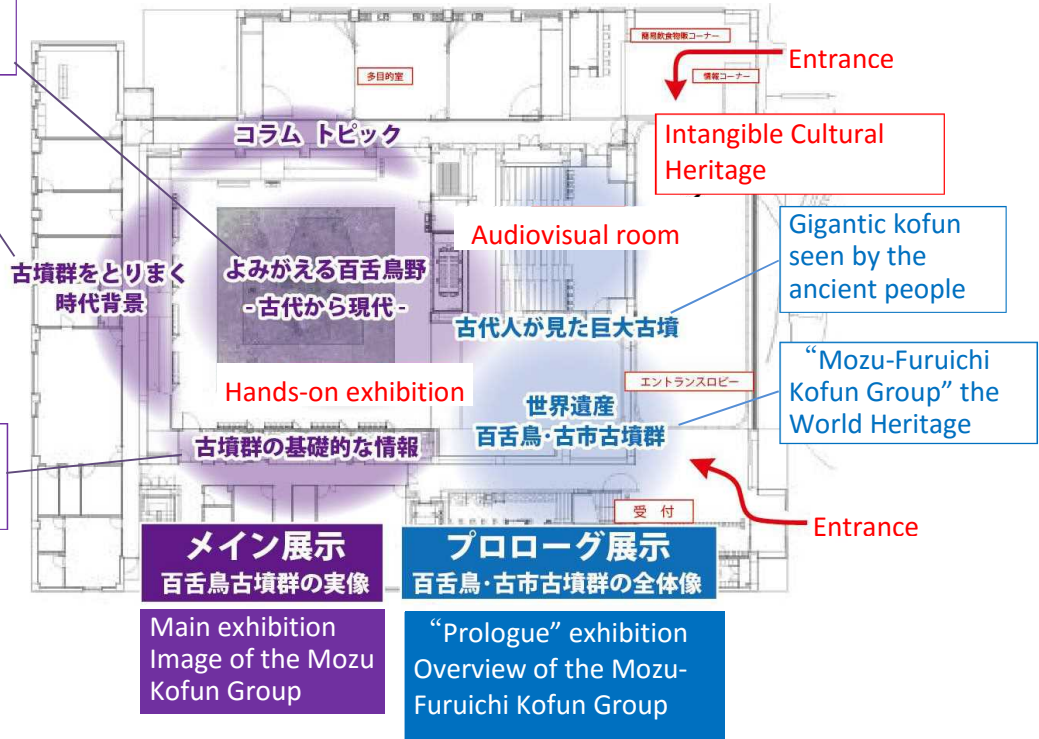 簡易飲食物販コーナー
Entrance
多目的室
情報コーナー
コラム トピック
Intangible Cultural
Heritage
Audiovisual room
Gigantic kofun
seen by the
ancient people
古墳群をとりまく
時代背景
よみがえる百舌鳥野
-古代から現代-
古代人が見た巨大古墳
“Mozu-Furuichi
Kofun Group” the
World Heritage
エントランスロビー
Hands-on exhibition
世界遺産
百舌鳥・古市古墳群
古墳群の基礎的な情報
受 付
Entrance
メイン展示
百舌鳥古墳群の実像
プロローグ展示
百舌鳥・古市古墳群の全体像
Main exhibition
Image of the Mozu
Kofun Group
“Prologue” exhibition
Overview of the Mozu-
Furuichi Kofun Group